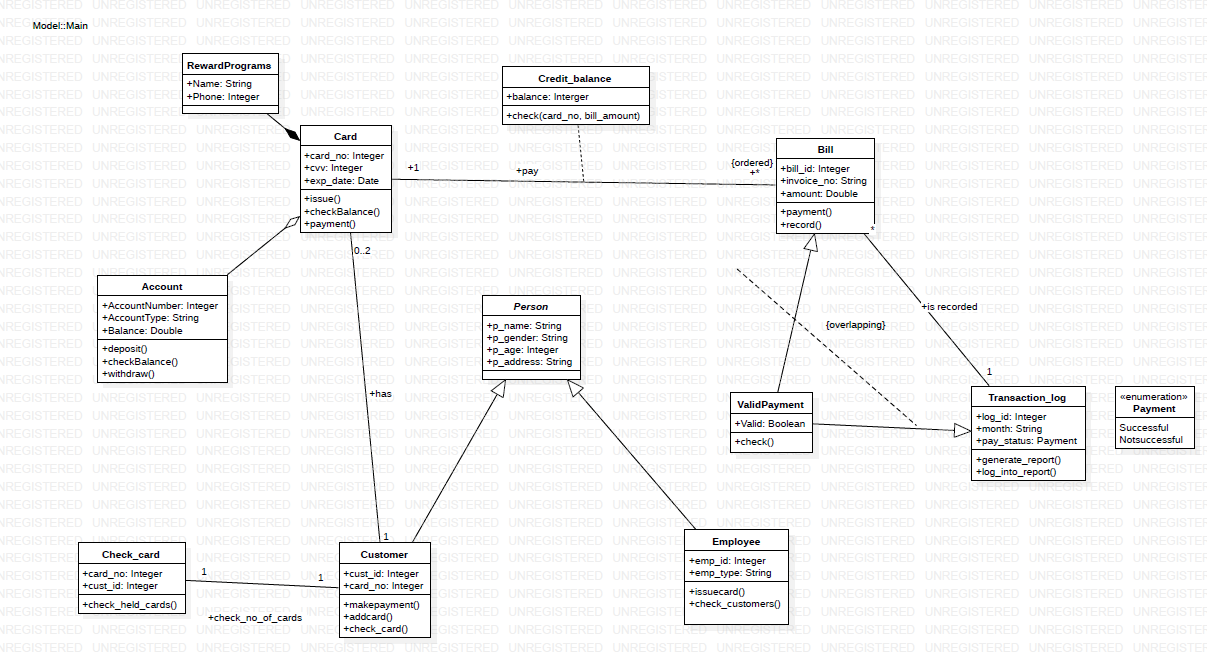 Model::Main
RewardPrograms
+Name: String
+Phone: Integer
Credit_balance
+balance: Interger
+check(card_no, bill_amount)
Card
+card_no: Integer
+cvv: Integer
+exp_date: Date
+issue()
+checkBalance()
+payment()
+1
+pay
{ordered}
+*
Bill
+bill_id: Integer
+invoice_no: String
+amount: Double
+payment()
+record()
*
0..2
Account
+AccountNumber: Integer
+AccountType: String
+Balance: Double
+deposit()
+checkBalance()
+withdraw()
Person
+p_name: String
+p_gender: String
+p_age: Integer
+p_address: String
+is recorded
{overlapping}
1
+has
ValidPayment
+Valid: Boolean
+check()
Transaction_log
+log_id: Integer
+month: String
+pay_status: Payment
+generate_report()
+log_into_report()
«enumeration»
Payment
Successful
Notsuccessful
1
Check_card
+card_no: Integer
+cust_id: Integer
+check_held_cards()
1
1
+check_no_of_cards
Customer
+cust_id: Integer
+card_no: Integer
+makepayment()
+addcard()
+check_card()
Employee
+emp_id: Integer
+emp_type: String
+issuecard()
+check_customers()
UNREGISTERED